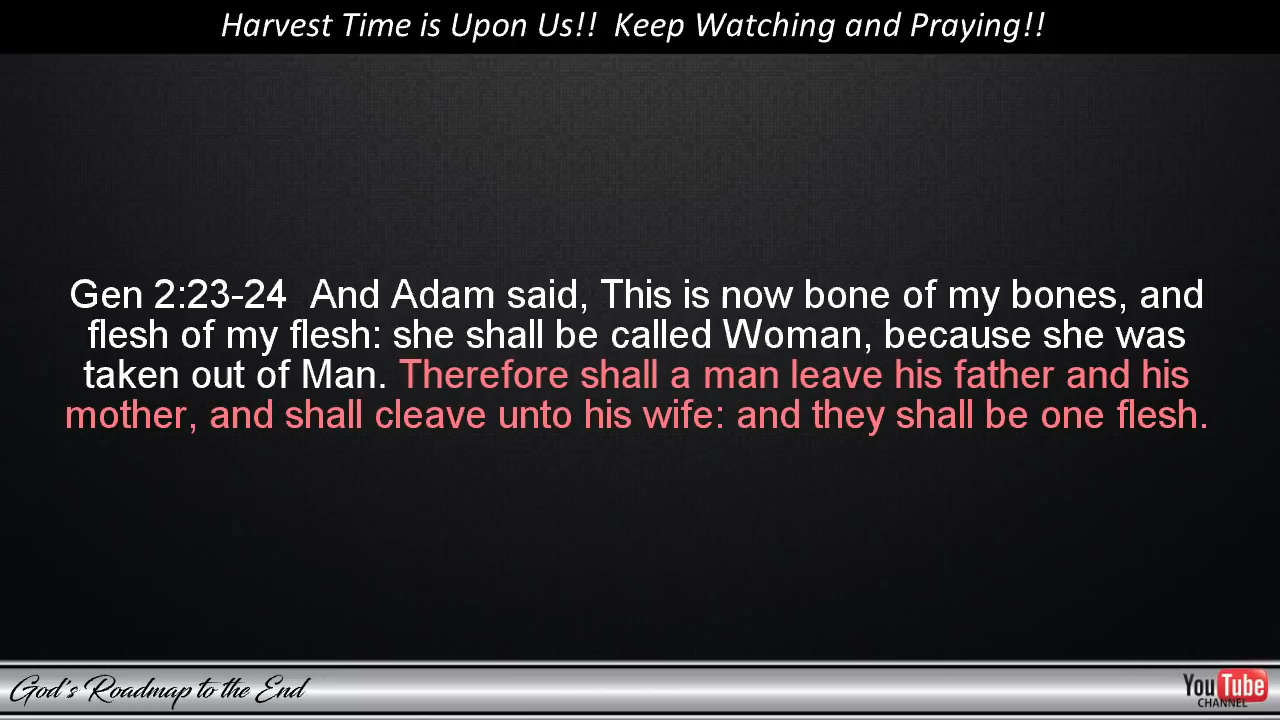 Harvest Time is Upon Us!!  Keep Watching and Praying!!
Gen 2:23-24  And Adam said, This is now bone of my bones, and
flesh of my flesh: she shall be called Woman, because she was
taken out of Man. Therefore shall a man leave his father and his
mother, and shall cleave unto his wife: and they shall be one flesh.
God's Roadmap to the End
YouTube
CHANNEL